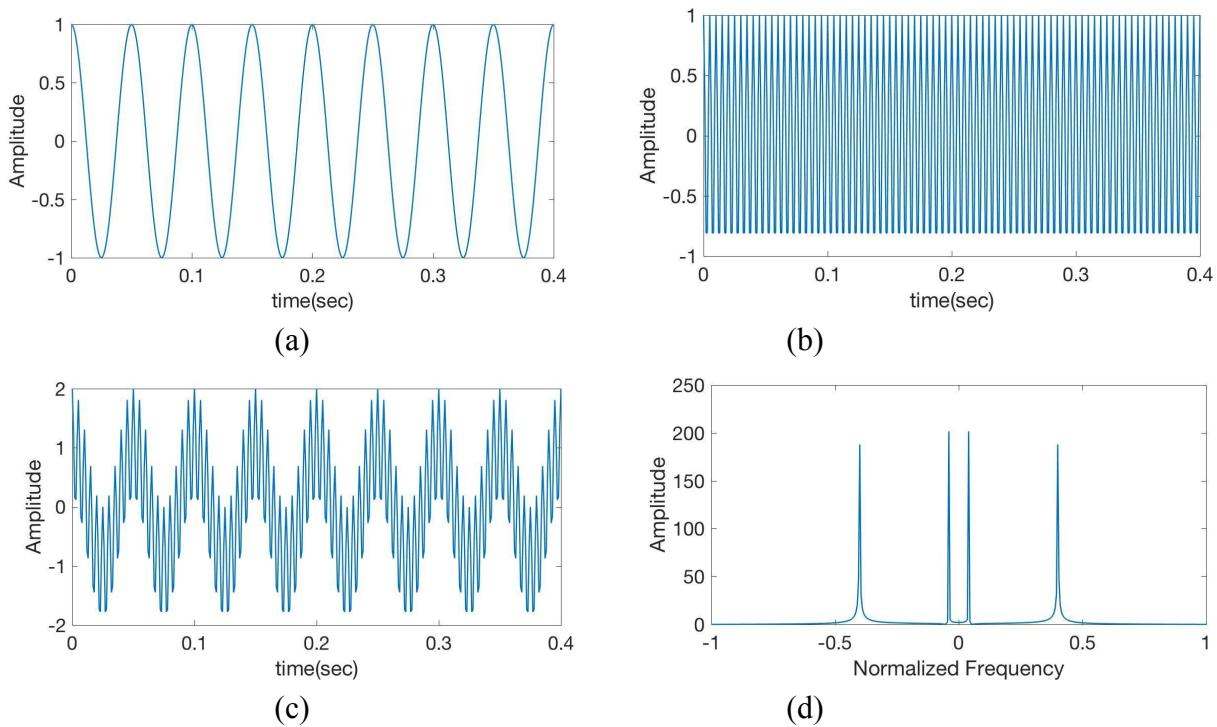 1
0.5
0
-0.5
-1
Amplitude
0 0.1 0.2 0.3 0.4
time(sec)
(a)
1
0.5
0
-0.5
-1
Amplitude
0 0.1 0.2 0.3 0.4
time(sec)
(b)
2
1
0
-1
-2
Amplitude
0 0.1 0.2 0.3 0.4
time(sec)
(c)
250
200
150
100
50
0
Amplitude
-1 -0.5 0 0.5 1
Normalized Frequency
(d)